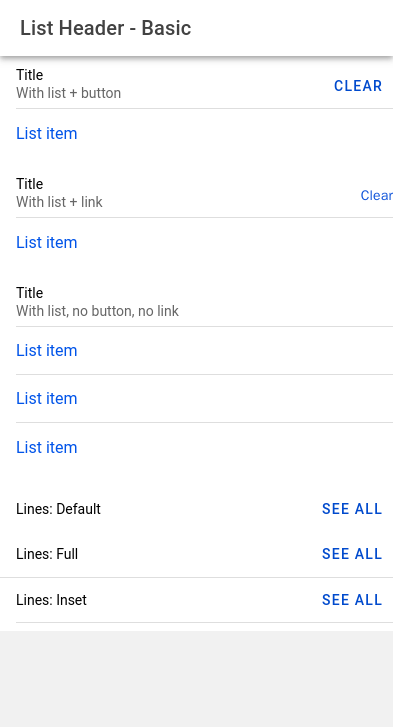 List Header - Basic
Title
With list + button
CLEAR
List item
Title
With list + link
Clear
List item
Title
With list, no button, no link
List item
List item
List item
Lines: Default
SEE ALL
Lines: Full
SEE ALL
Lines: Inset
SEE ALL